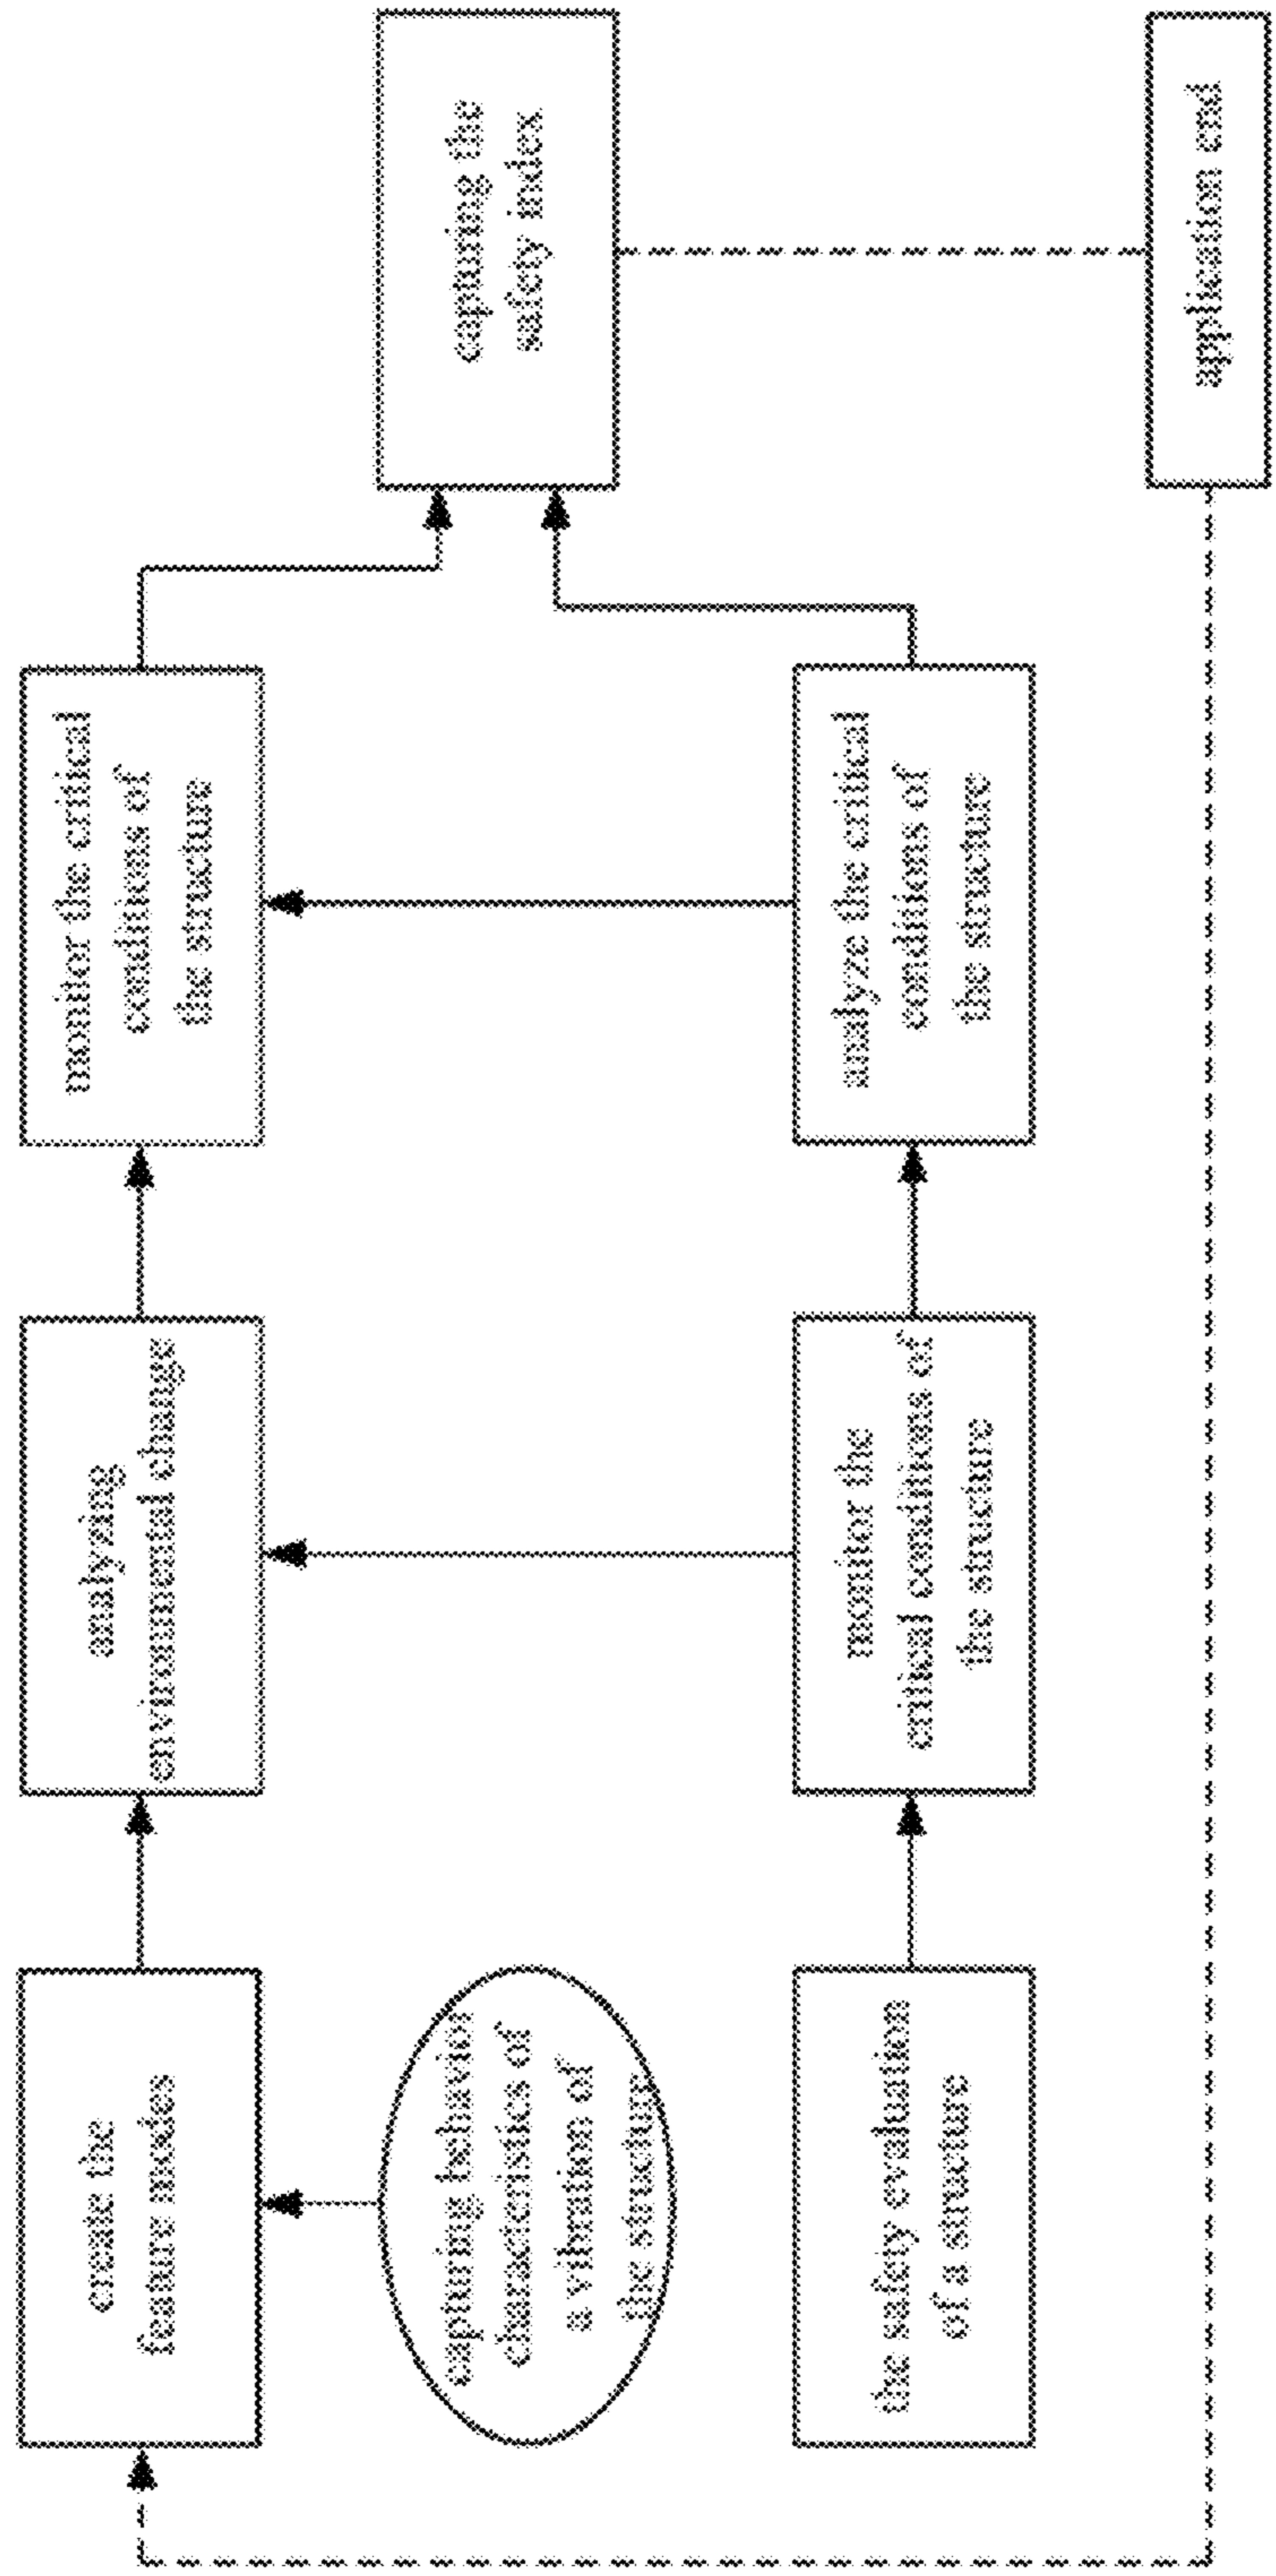 create the
feature modes
analyzing
environmental change
monitor the critical
conditions of
the structure
capturing behavior
characteristics of
a vibration of
the structure
capturing the
safety index
the safety evaluation
of a structure
monitor the
critical conditions of
the structure
analyze the critical
conditions of
the structure
application end